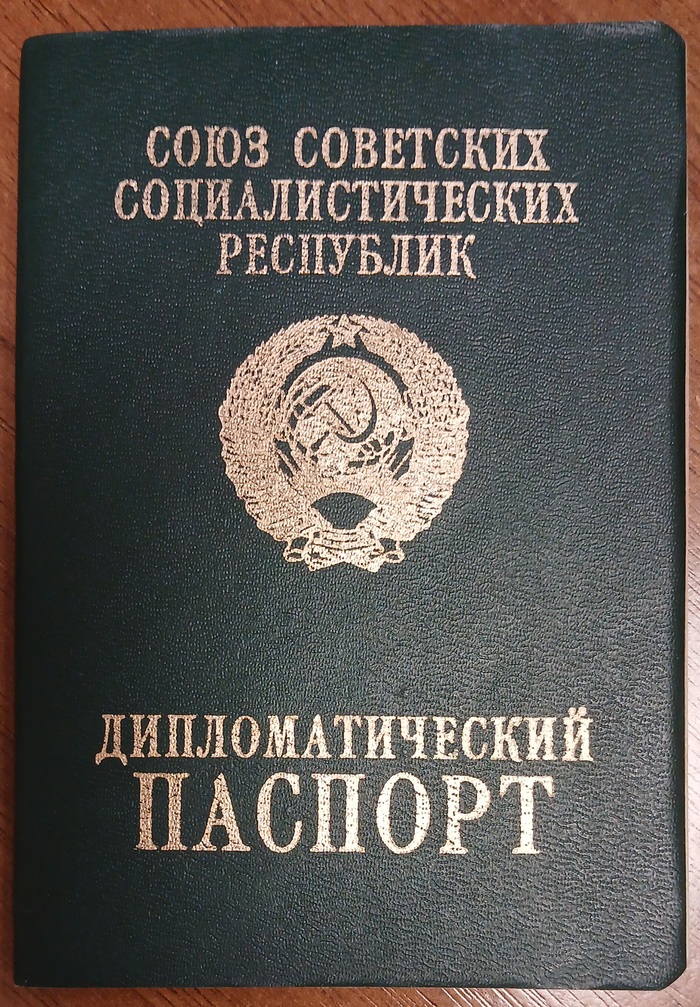 СОЮЗ СОВЕТСКИХ
СОЦИАЛИСТИЧЕСКИХ
РЕСПУБЛИК
ДИПЛОМАТИЧЕСКИЙ
ПАСПОРТ